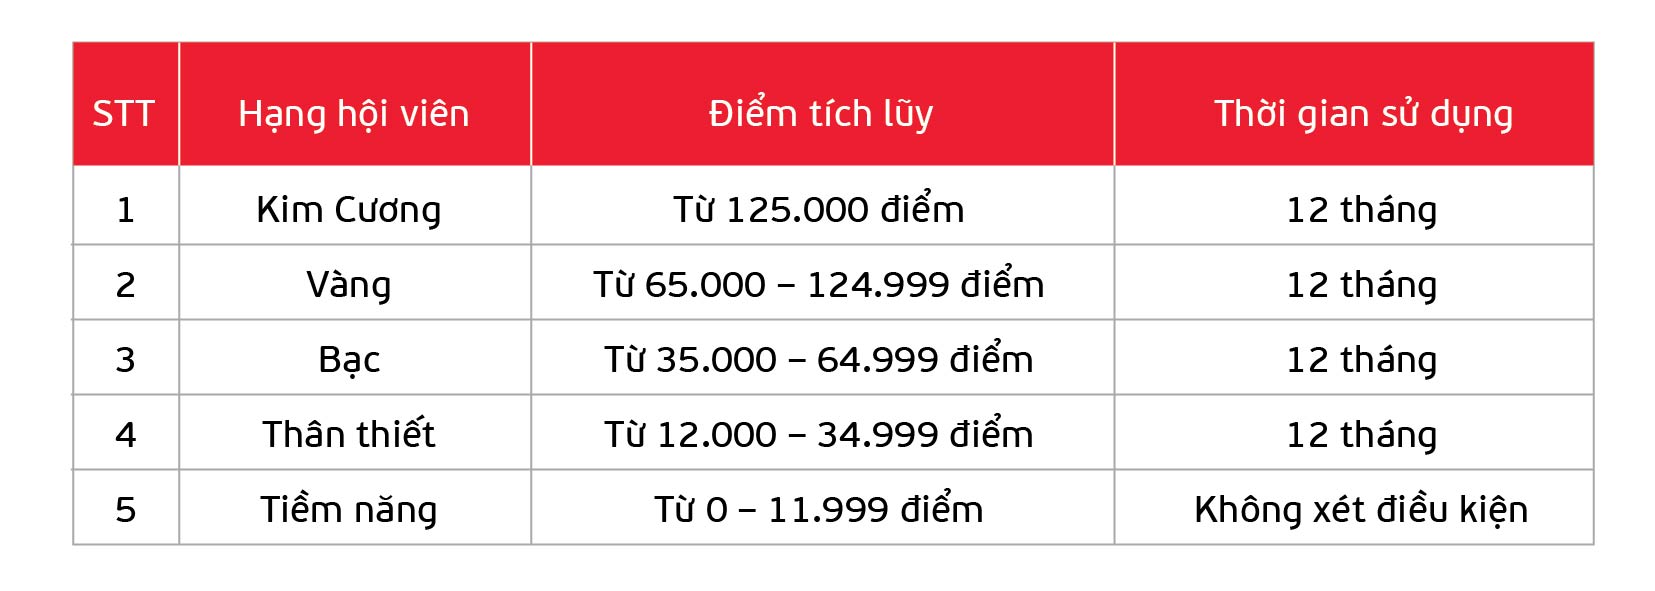 STT Hạng hội viên Điểm tích lũy Thời gian sử dụng
1 Kim Cương Từ 125.000 điểm 12 tháng
2 Vàng Từ 65.000 – 124.999 điểm 12 tháng
3 Bạc Từ 35.000 – 64.999 điểm 12 tháng
4 Thân thiết Từ 12.000 – 34.999 điểm 12 tháng
5 Tiềm năng Từ 0 – 11.999 điểm Không xét điều kiện